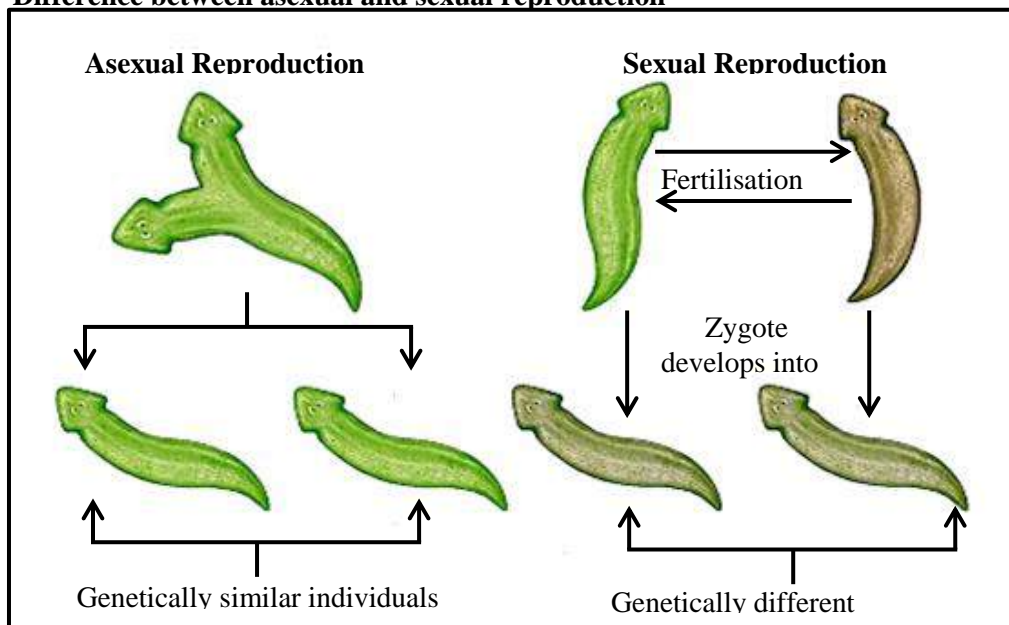 Difference between asexual and sexual reproduction
Asexual Reproduction
Sexual Reproduction
Fertilisation
Zygote
develops into
Genetically similar individuals
Genetically different